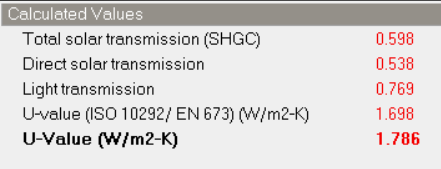 Calculated Values
Total solar transmission (SHGC) 0.598
Direct solar transmission 0.538
Light transmission 0.769
U-value (ISO 10292/ EN 673) (W/m2-K) 1.698
U-Value (W/m2-K) 1.786